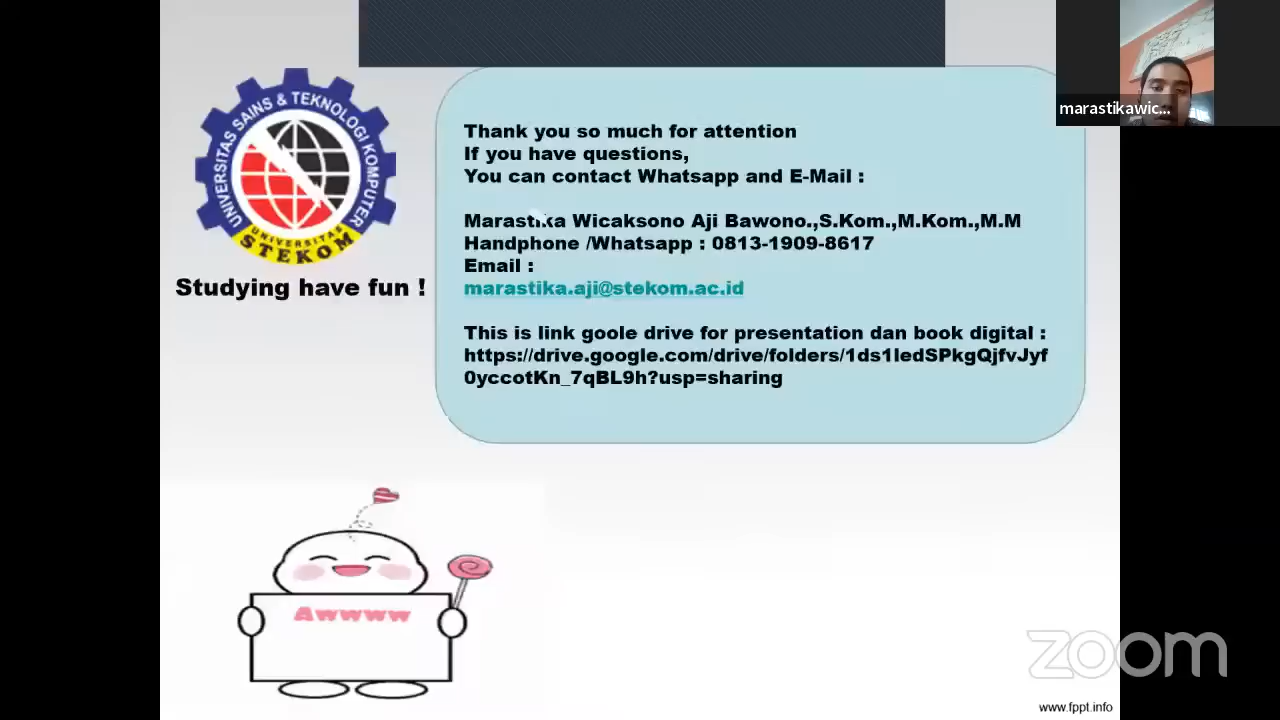 UNIVERSITAS SAINS & TEKNOLOGI KOMPUTER
UNIVERSITAS
STEKOM
Studying have fun !
Thank you so much for attention
If you have questions,
You can contact Whatsapp and E-Mail :
Marastika Wicaksono Aji Bawono.,S.Kom.,M.Kom.,M.M
Handphone /Whatsapp : 0813-1909-8617
Email :
marastika.aji@stekom.ac.id
This is link goole drive for presentation dan book digital :
https://drive.google.com/drive/folders/1ds1IedSPkgQjfvJyf
0yccotKn_7qBL9h?usp=sharing
marastikawic...
Awwww
zoom
www.fppt.info